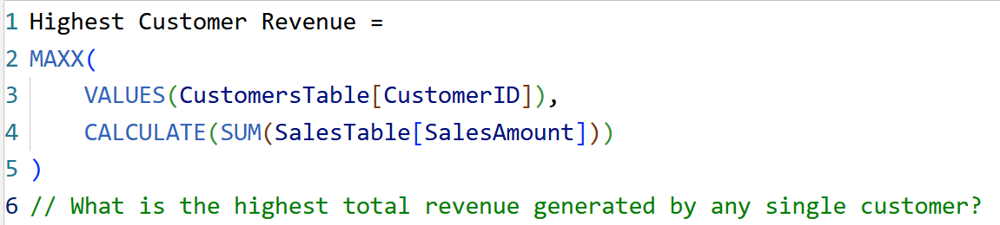 1 Highest Customer Revenue =
2 MAXX(
3     VALUES(CustomersTable[CustomerID]),
4     CALCULATE(SUM(SalesTable[SalesAmount]))
5 )
6 // What is the highest total revenue generated by any single customer?